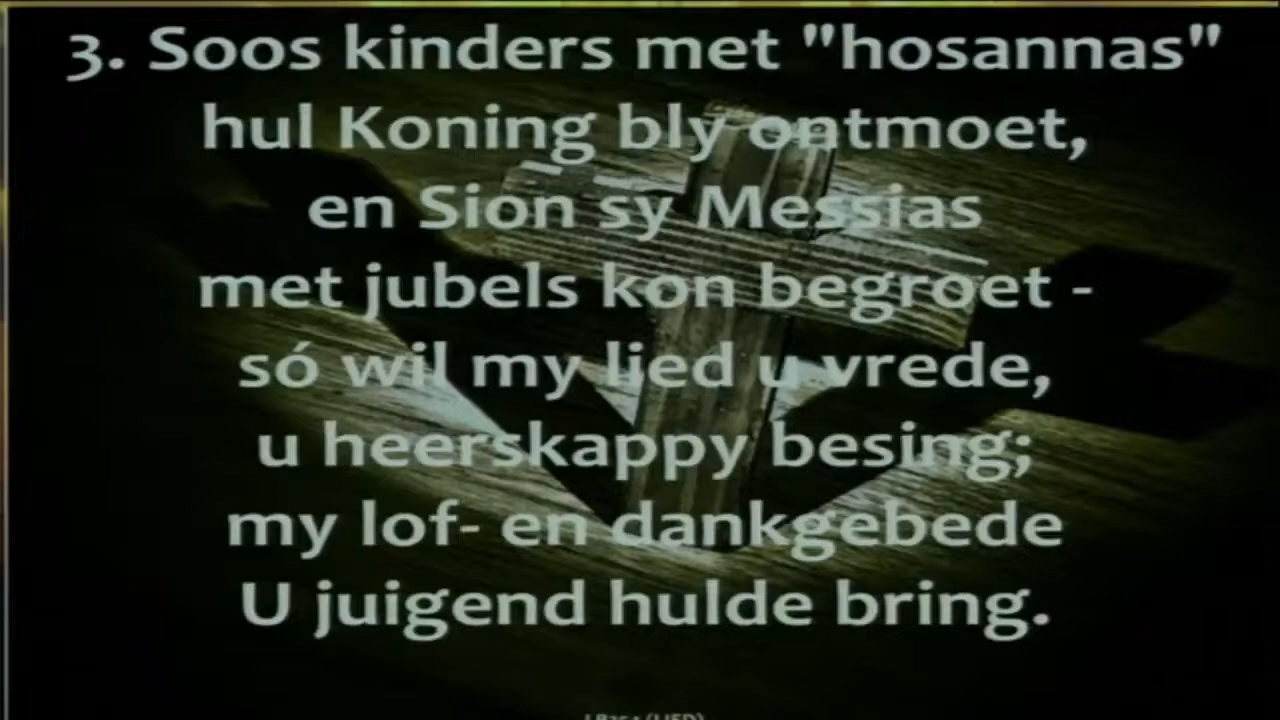 3. Soos kinders met "hosannas"
hul Koning bly ontmoet,
en Sion sy Messias
met jubels kon begroet -
só wil my lied u vrede,
u heerskappy besing;
my lof- en dankgebede
U juigend hulde bring.